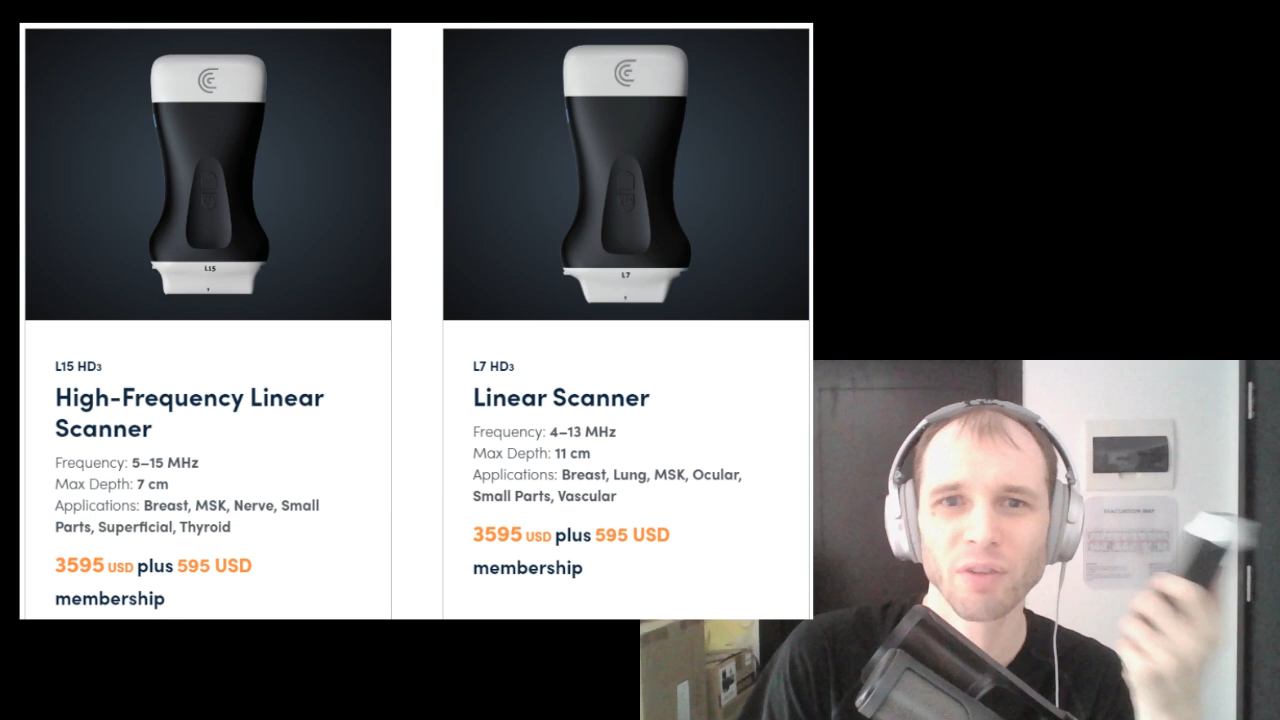 L15
L7
L15 HD3
High-Frequency Linear
Scanner
Frequency: 5–15 MHz
Max Depth: 7 cm
Applications: Breast, MSK, Nerve, Small
Parts, Superficial, Thyroid
3595 USD plus 595 USD
membership
L7 HD3
Linear Scanner
Frequency: 4–13 MHz
Max Depth: 11 cm
Applications: Breast, Lung, MSK, Ocular,
Small Parts, Vascular
3595 USD plus 595 USD
membership
EVACUATION MAP